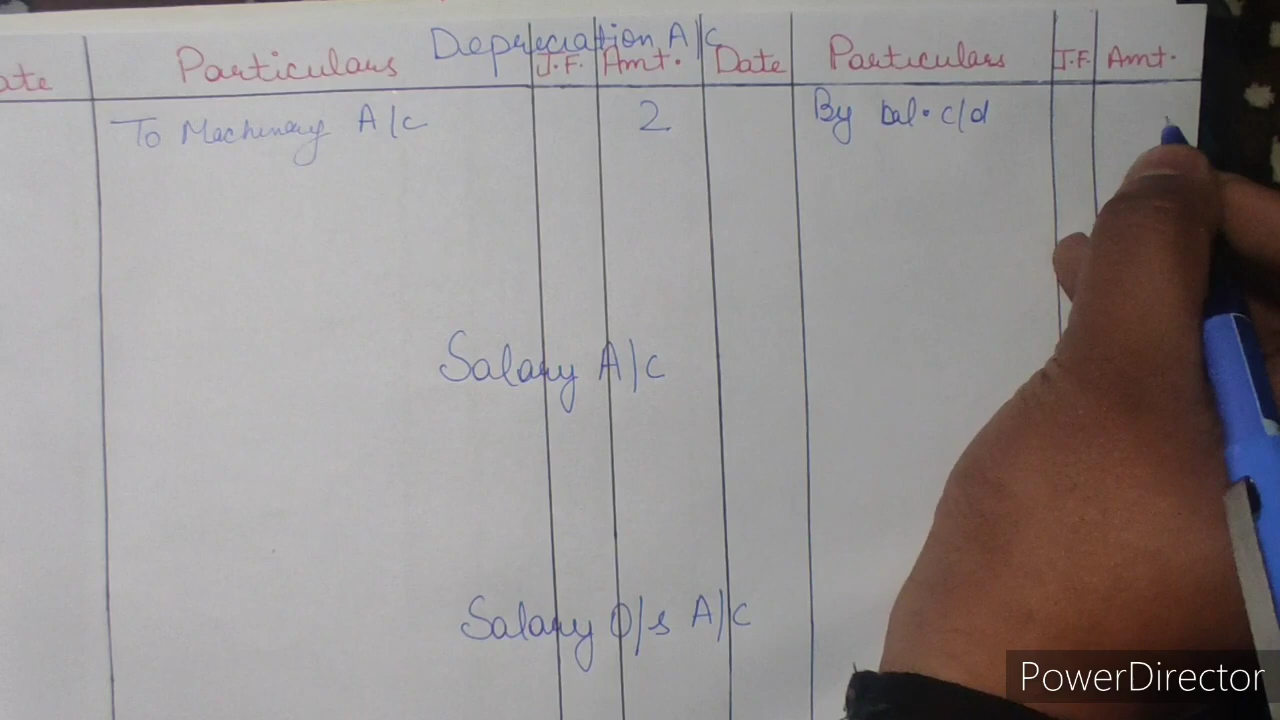 Depreciation A/c
ate Particulars J.F. Amt. Date Particulars J.F. Amt.
To Machinery A/c 2 By bal. c/d
Salary A/c
Salary O/s A/c
PowerDirector